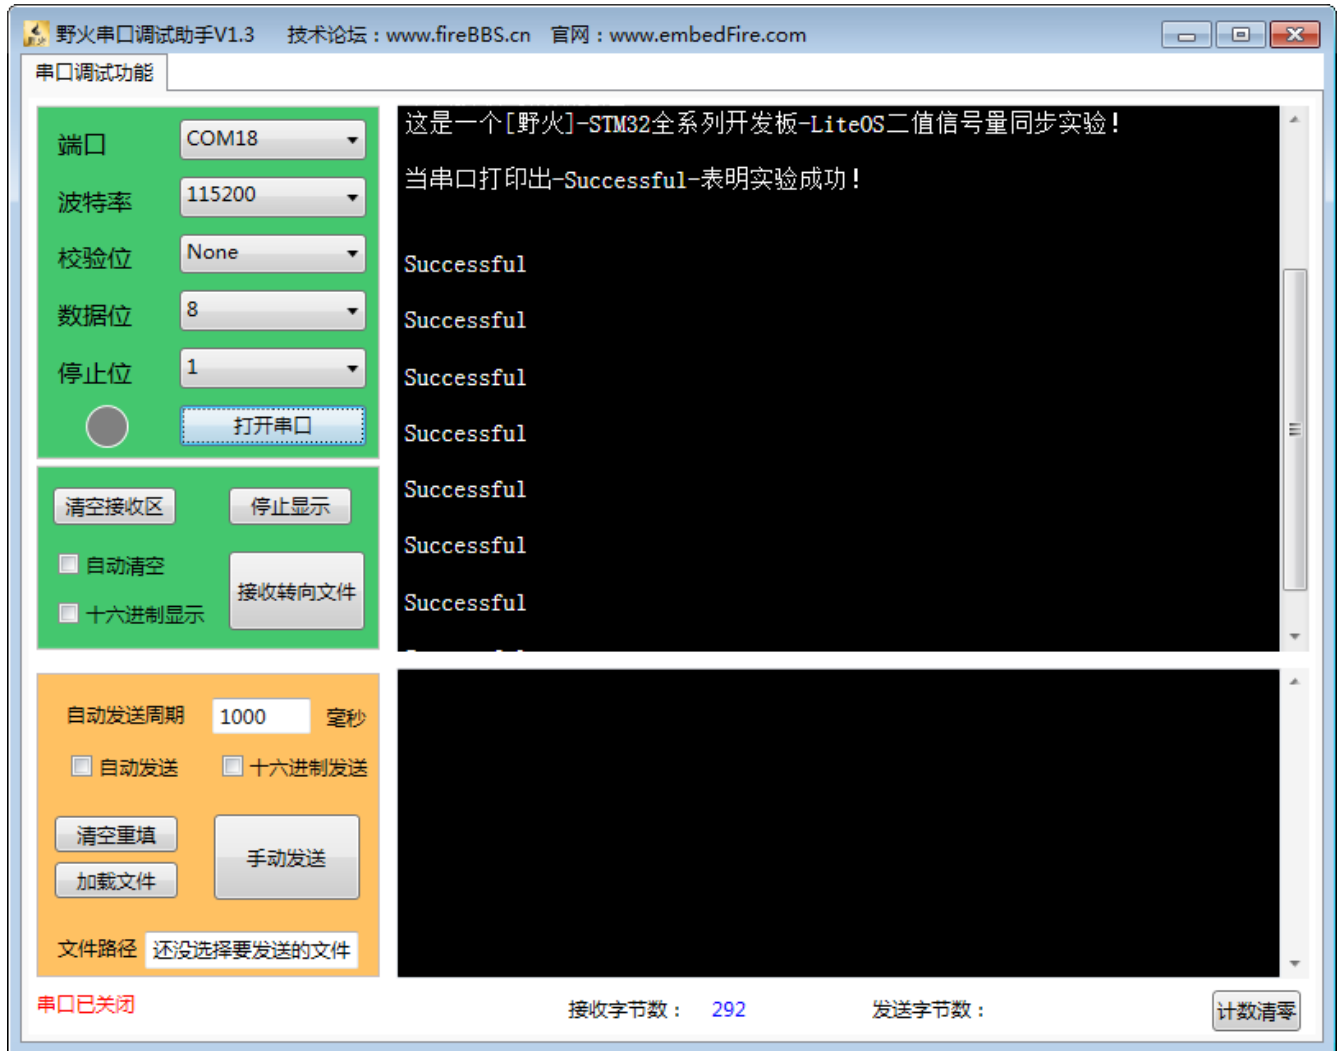 野火串口调试助手V1.3 技术论坛：www.fireBBS.cn 官网：www.embedFire.com
串口调试功能
端口 COM18
波特率 115200
校验位 None
数据位 8
停止位 1
打开串口
清空接收区 停止显示
自动清空
接收转向文件
十六进制显示
这是一个[野火]-STM32全系列开发板-LiteOS二值信号量同步实验!
当串口打印出-Successful-表明实验成功!
Successful
Successful
Successful
Successful
Successful
Successful
Successful
自动发送周期 1000 毫秒
自动发送 十六进制发送
清空重填
手动发送
加载文件
文件路径 还没选择要发送的文件
串口已关闭 接收字节数： 292 发送字节数： 计数清零